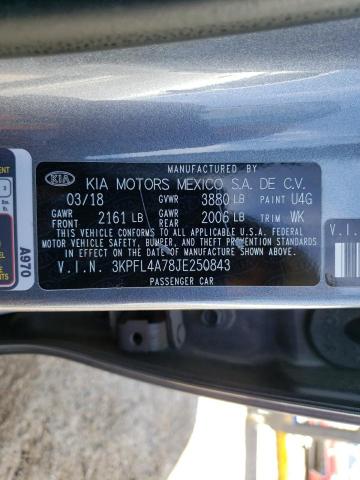 MANUFACTURED BY
KIA KIA MOTORS MEXICO S.A. DE C.V.
03/18 GVWR 3880 LB PAINT U4G
GAWR 2161 LB GAWR 2006 LB TRIM WK
THIS VEHICLE CONFORMS TO ALL APPLICABLE U.S.A. FEDERAL
MOTOR VEHICLE SAFETY, BUMPER, AND THEFT PREVENTION
STANDARDS IN EFFECT ON THE DATE OF
MANUFACTURE SHOWN ABOVE.
V.I.N. 3KPFL4A78JE250843
PASSENGER CAR
A970
V.I.